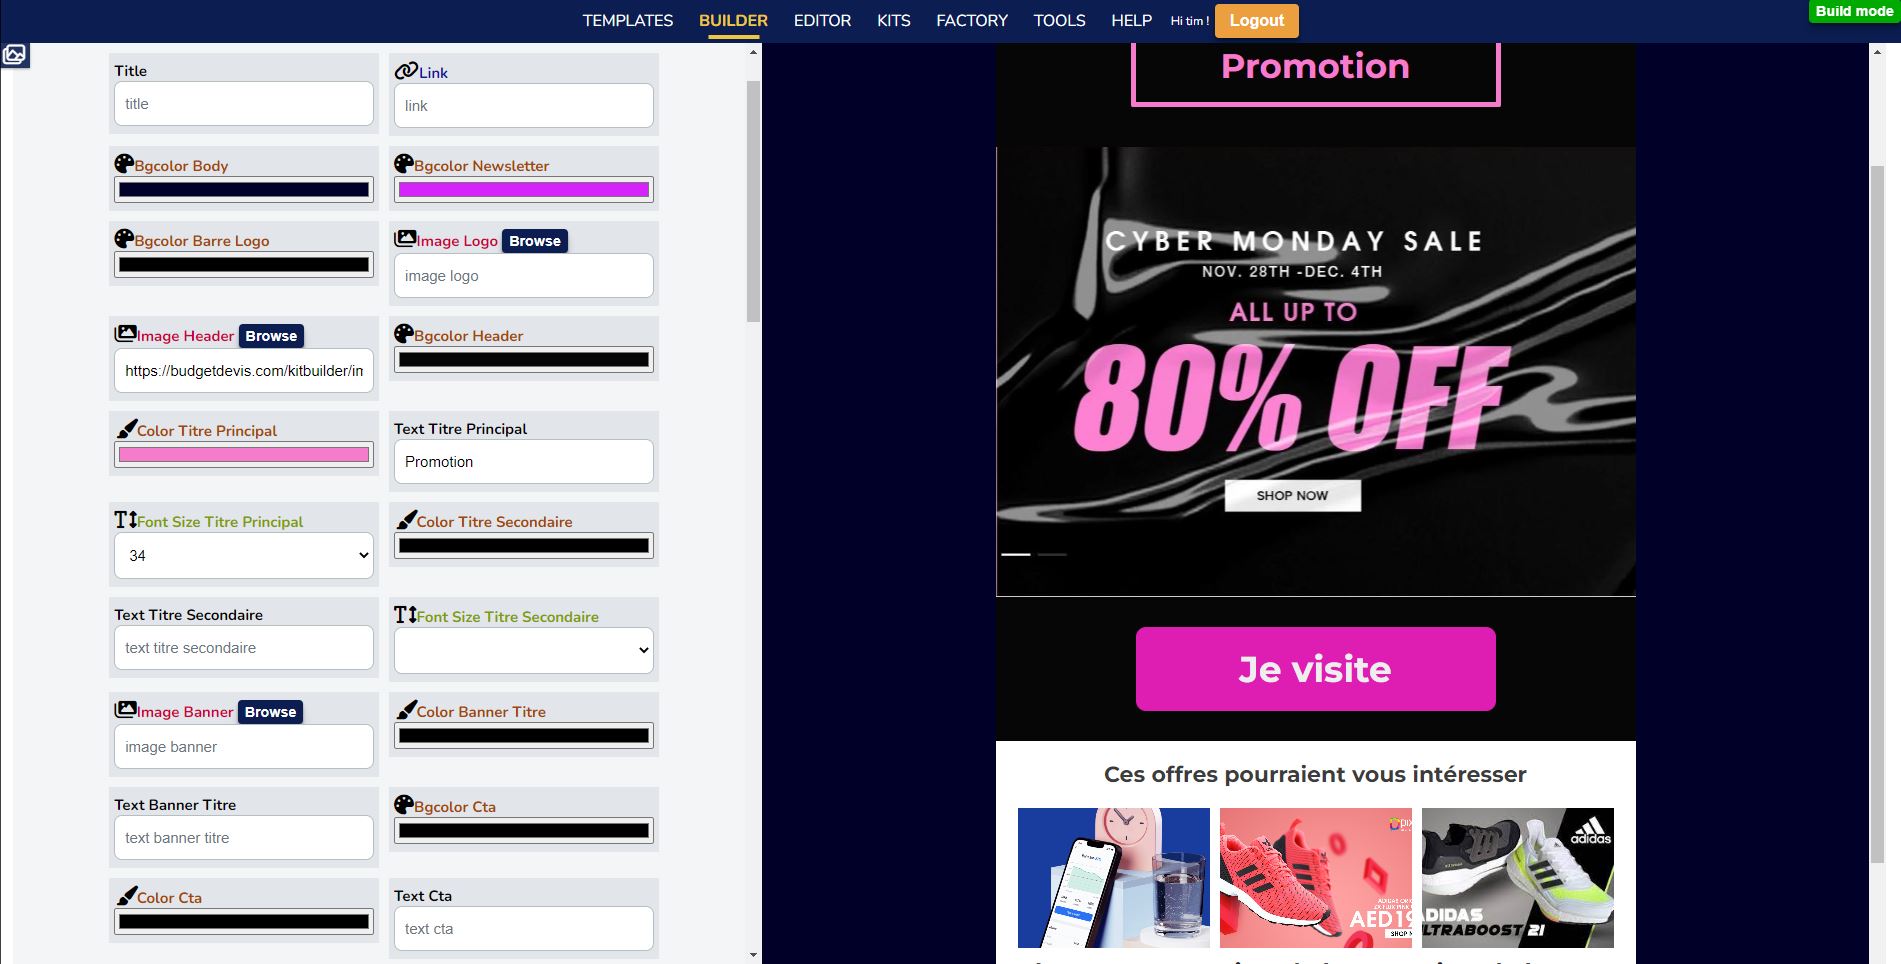 TEMPLATES BUILDER EDITOR KITS FACTORY TOOLS HELP Hi tim ! Logout
Build mode
Title
title
Link
link
Bgcolor Body
Bgcolor Newsletter
Bgcolor Barre Logo
Image Logo Browse
image logo
Image Header Browse
https://budgetdevis.com/kitbuilder/im
Bgcolor Header
Color Titre Principal
Text Titre Principal
Promotion
Font Size Titre Principal
34
Color Titre Secondaire
Text Titre Secondaire
text titre secondaire
Font Size Titre Secondaire
Image Banner Browse
image banner
Color Banner Titre
Text Banner Titre
text banner titre
Bgcolor Cta
Color Cta
Text Cta
text cta
Promotion
CYBER MONDAY SALE
NOV. 28TH -DEC. 4TH
ALL UP TO
80% OFF
SHOP NOW
Je visite
Ces offres pourraient vous intéresser
AED19
SHOP
adidas
ADIDAS
ULTRABOOST 21